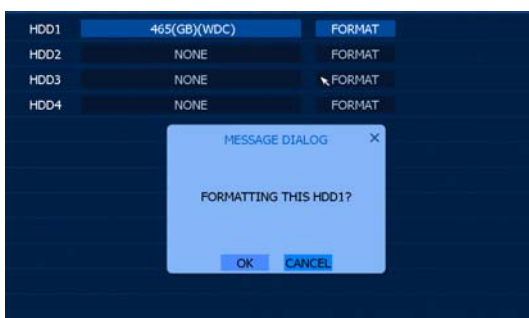 HDD1 465(GB)(WDC) FORMAT
HDD2 NONE FORMAT
HDD3 NONE FORMAT
HDD4 NONE FORMAT
MESSAGE DIALOG ×
FORMATTING THIS HDD1?
OK CANCEL